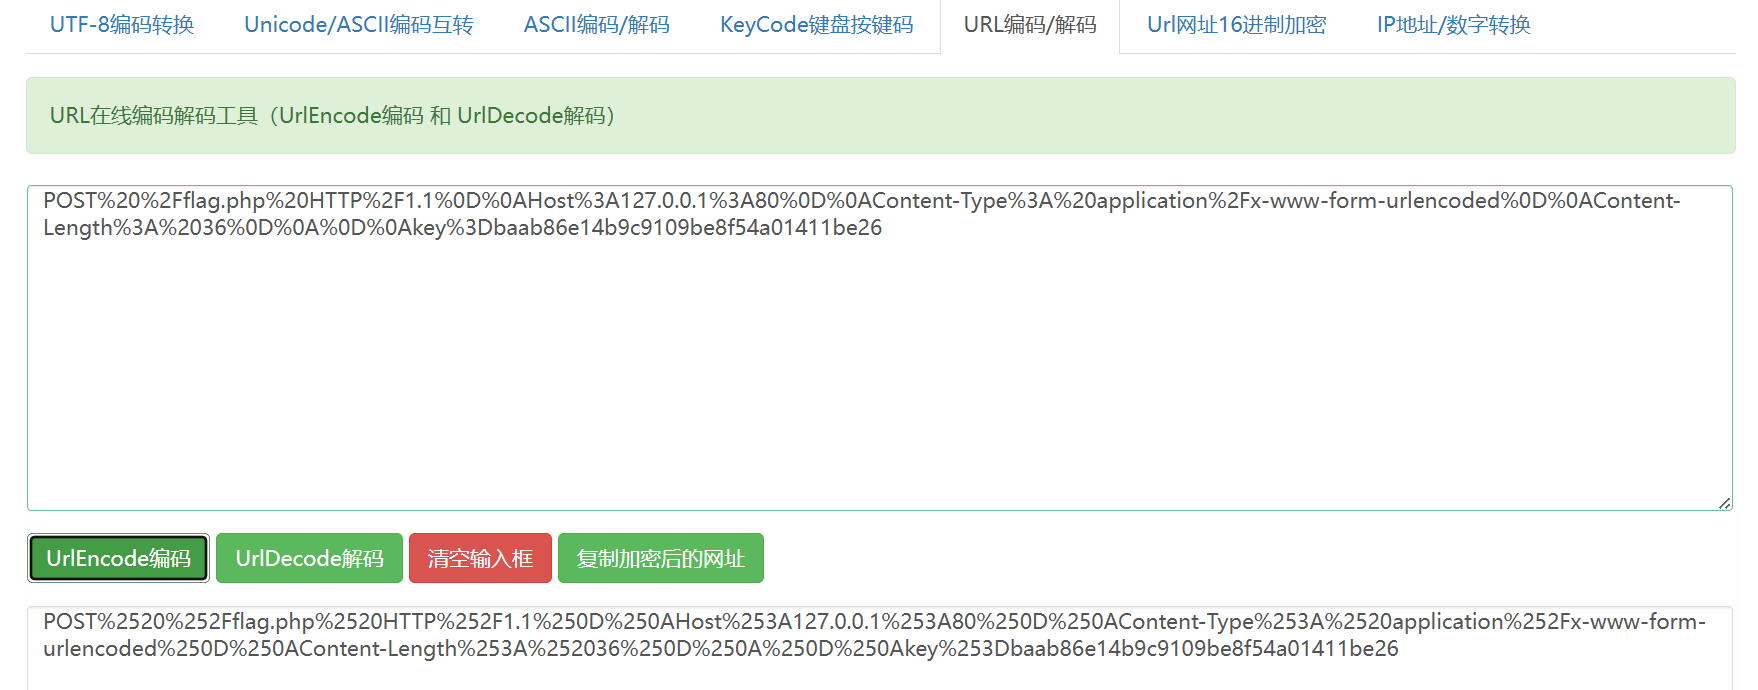 UTF-8编码转换 Unicode/ASCII编码互转 ASCII编码/解码 KeyCode键盘按键码 URL编码/解码 Url网址16进制加密 IP地址/数字转换
URL在线编码解码工具（UrlEncode编码 和 UrlDecode解码）
POST%20%2Fflag.php%20HTTP%2F1.1%0D%0AHost%3A127.0.0.1%3A80%0D%0AContent-Type%3A%20application%2Fx-www-form-urlencoded%0D%0AContent-
Length%3A%2036%0D%0A%0D%0Akey%3Dbaab86e14b9c9109be8f54a01411be26
UrlEncode编码 UrlDecode解码 清空输入框 复制加密后的网址
POST%2520%252Fflag.php%2520HTTP%252F1.1%250D%250AHost%253A127.0.0.1%253A80%250D%250AContent-Type%253A%2520application%252Fx-www-form-
urlencoded%250D%250AContent-Length%253A%252036%250D%250A%250D%250Akey%253Dbaab86e14b9c9109be8f54a01411be26